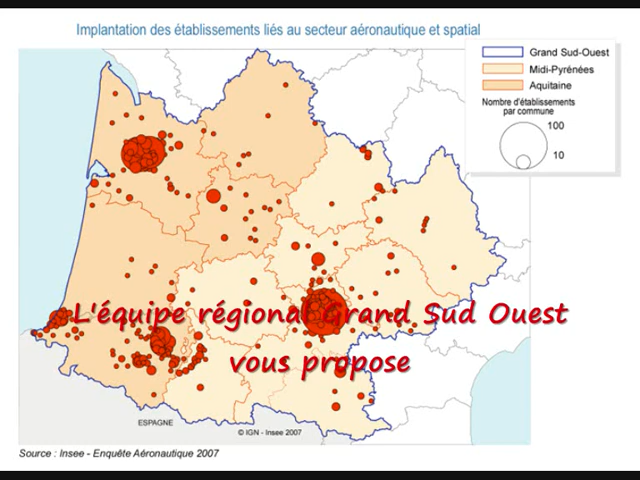 Implantation des établissements liés au secteur aéronautique et spatial
Grand Sud-Ouest
Midi-Pyrénées
Aquitaine
Nombre d'établissements
par commune
100
10
L'équipe régional Grand Sud Ouest
vous propose
ESPAGNE
© IGN - Insee 2007
Source : Insee - Enquête Aéronautique 2007